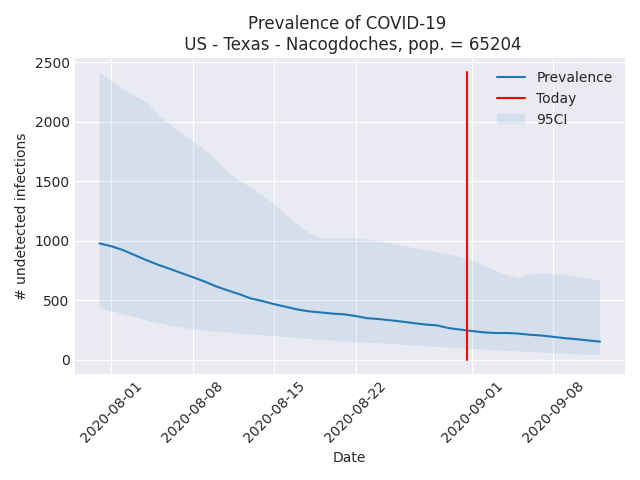 Prevalence of COVID-19
US - Texas - Nacogdoches, pop. = 65204
2500
2000
1500
1000
500
0
# undetected infections
Prevalence
Today
95CI
2020-08-01
2020-08-08
2020-08-15
2020-08-22
2020-09-01
2020-09-08
Date